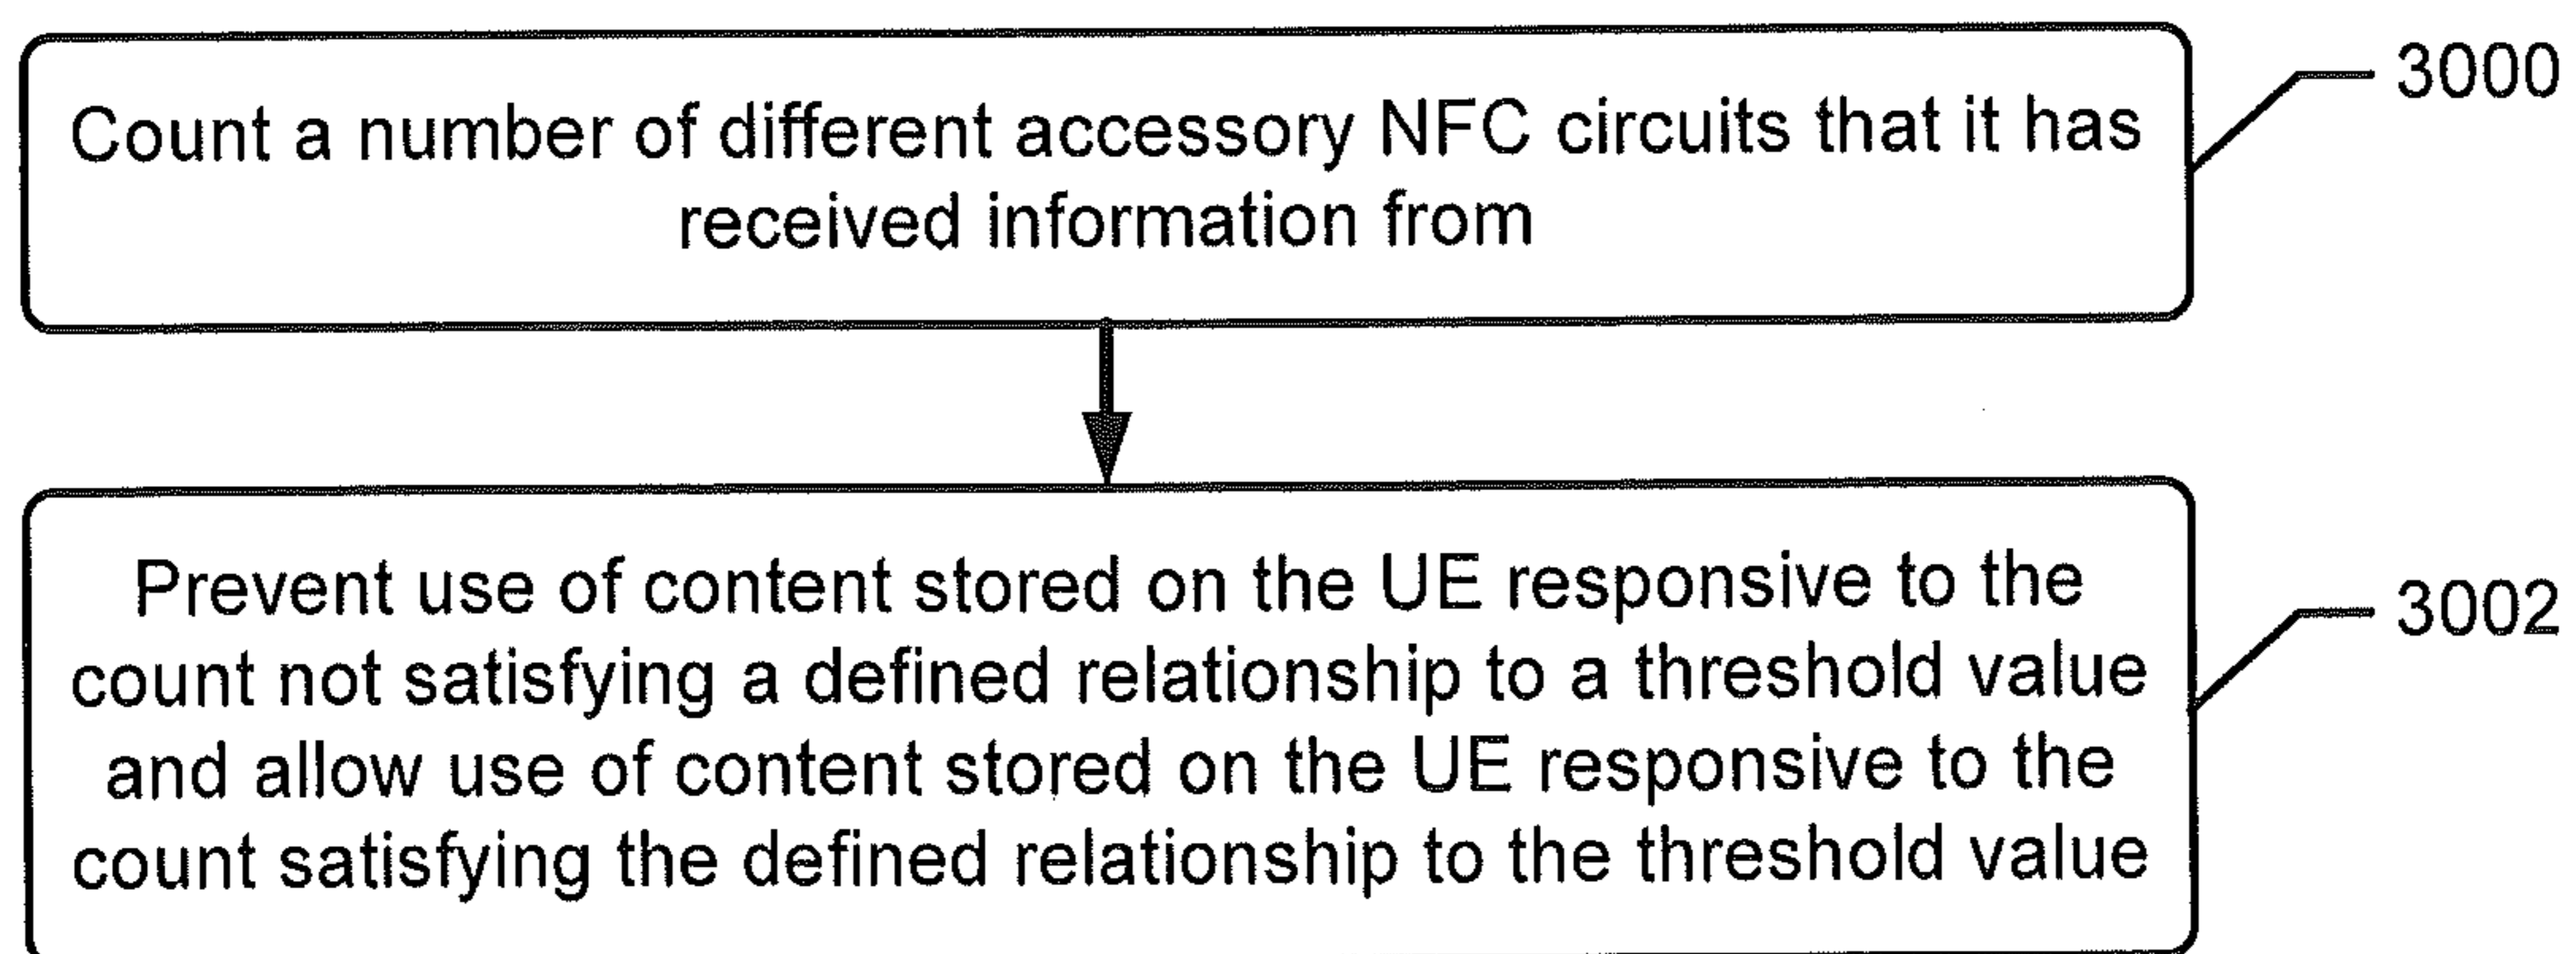 Count a number of different accessory NFC circuits that it has
received information from
3000
Prevent use of content stored on the UE responsive to the
count not satisfying a defined relationship to a threshold value
and allow use of content stored on the UE responsive to the
count satisfying the defined relationship to the threshold value
3002